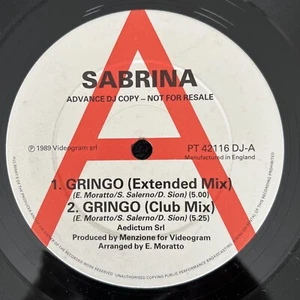 A
SABRINA
ADVANCE DJ COPY – NOT FOR RESALE
℗ 1989 Videogram srl
PT 42116 DJ-A
Manufactured in England
1. GRINGO (Extended Mix)
(E. Moratto/S. Salerno/D. Sion) (5.00)
2. GRINGO (Club Mix)
(E. Moratto/S. Salerno/D. Sion) (5.25)
Aedictum Srl
Produced by Menzione for Videogram
Arranged by E. Moratto